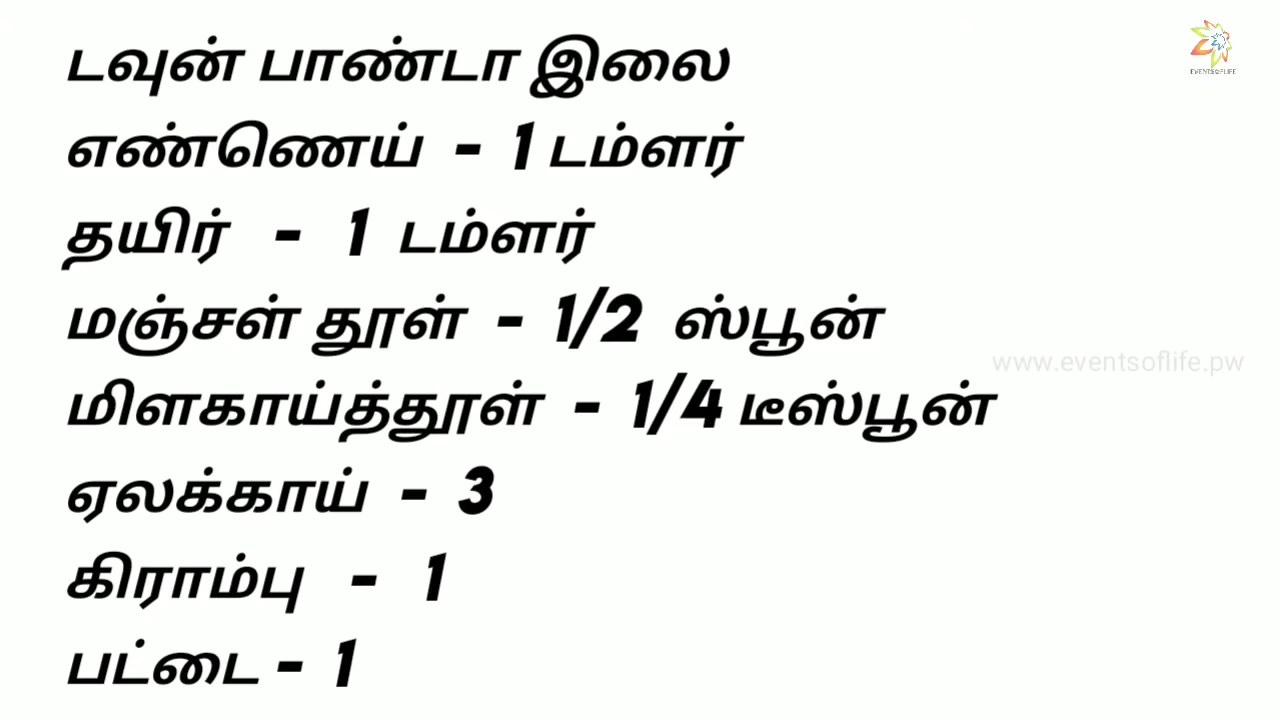 டவுன் பாண்டா இலை
எண்ணெய் - 1 டம்ளர்
தயிர் - 1 டம்ளர்
மஞ்சள் தூள் - 1/2 ஸ்பூன்
மிளகாய்த்தூள் - 1/4 டீஸ்பூன்
ஏலக்காய் - 3
கிராம்பு - 1
பட்டை - 1
EVENTSOFLIFE
www.eventsoflife.pw